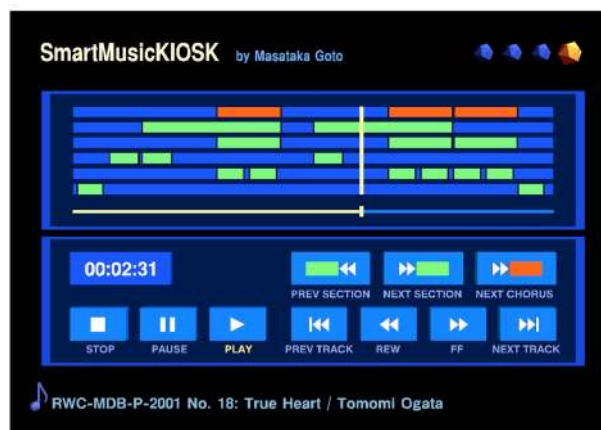 SmartMusicKIOSK by Masataka Goto
00:02:31
PREV SECTION NEXT SECTION NEXT CHORUS
STOP PAUSE PLAY PREV TRACK REW FF NEXT TRACK
RWC-MDB-P-2001 No. 18: True Heart / Tomomi Ogata